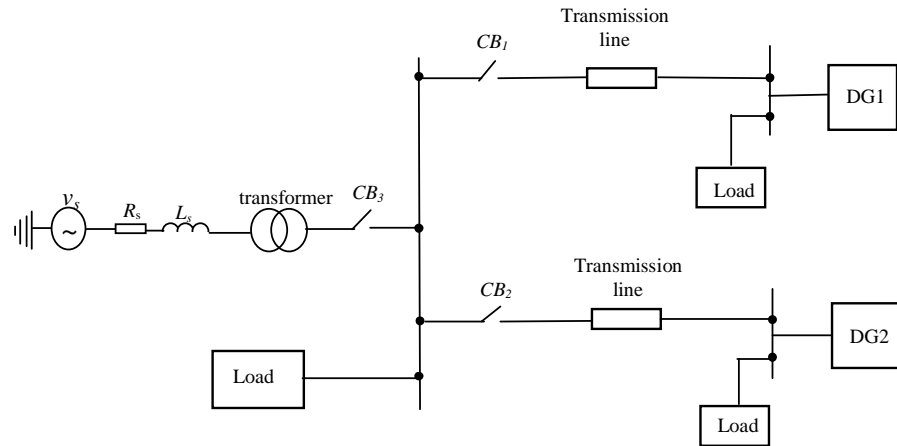 Transmission
line
CB₁
DG1
Load
vₛ
Rₛ
Lₛ
transformer
CB₃
~
Transmission
line
CB₂
DG2
Load
Load